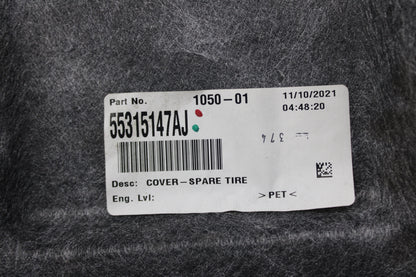 Part No. 1050-01 11/10/2021
04:48:20
55315147AJ
374
Desc: COVER-SPARE TIRE
Eng. Lvl: >PET<